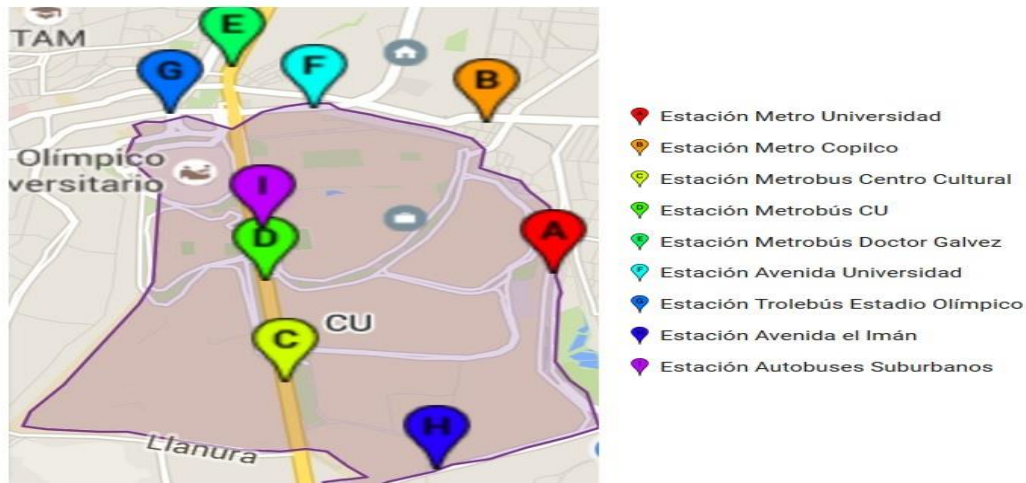 TAM
E
G
F
B
Olímpico
versitario
I
D
A
C
CU
H
Llanura
A Estación Metro Universidad
B Estación Metro Copilco
C Estación Metrobus Centro Cultural
D Estación Metrobús CU
E Estación Metrobús Doctor Galvez
F Estación Avenida Universidad
G Estación Trolebús Estadio Olímpico
Estación Avenida el Imán
Estación Autobuses Suburbanos